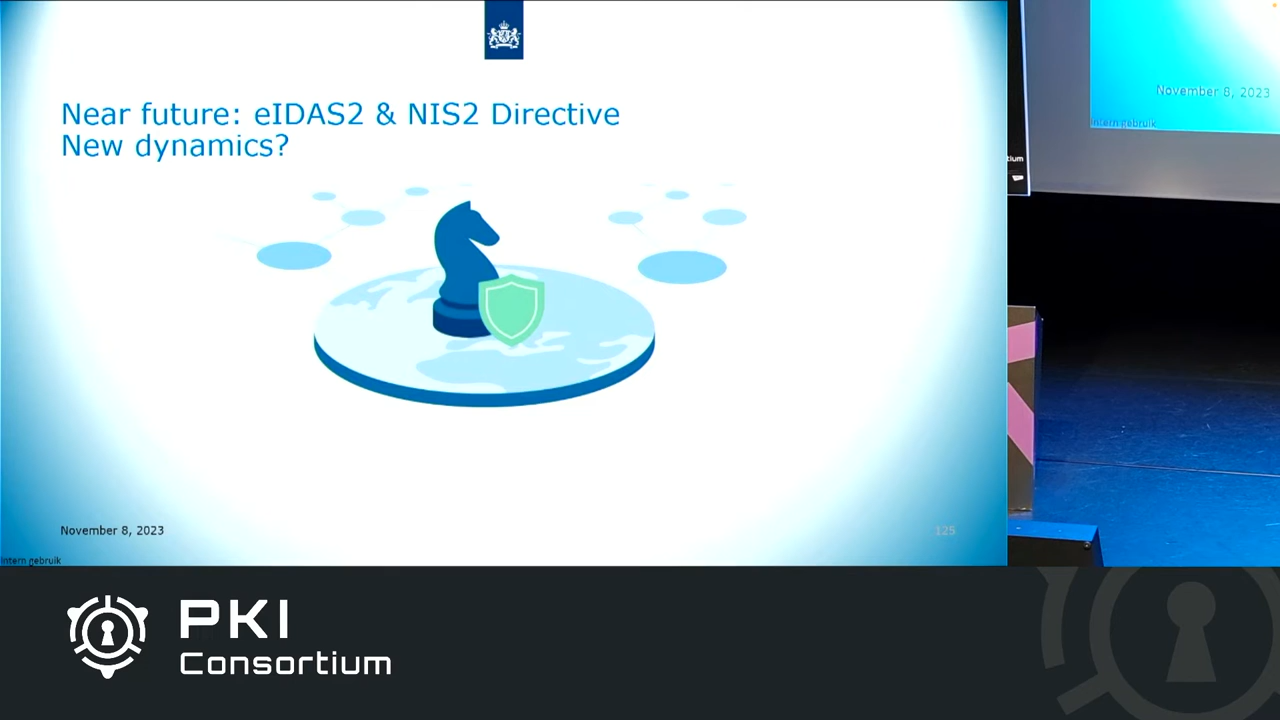 Near future: eIDAS2 & NIS2 Directive
New dynamics?
November 8, 2023
125
Intern gebruik
November 8, 2023
Intern gebruik
tium
PKI
Consortium